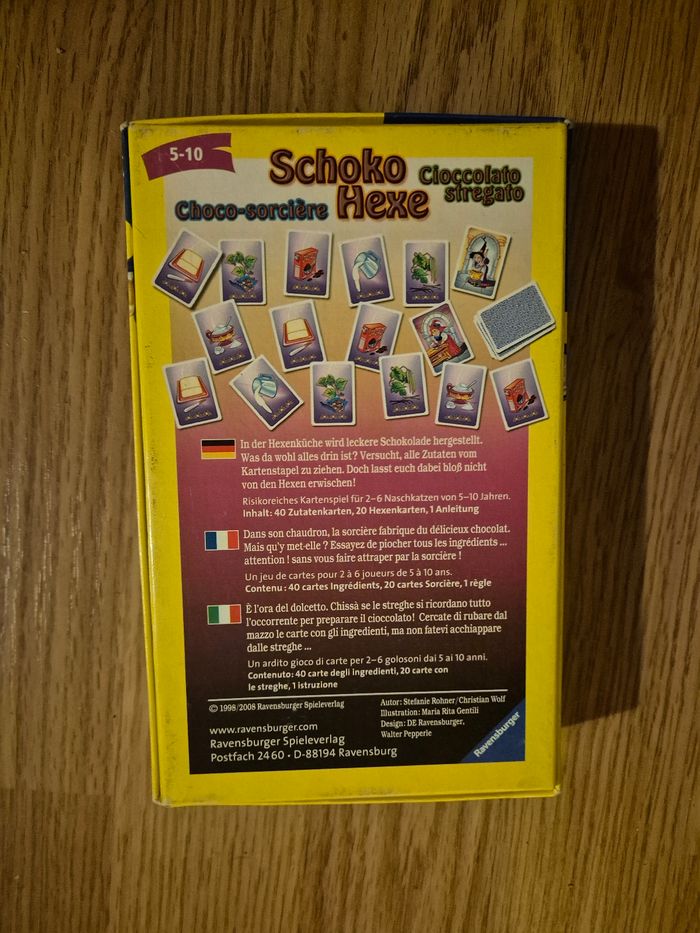 5-10
Schoko
Hexe
Choco-sorcière
Cioccolato
stregato
In der Hexenküche wird leckere Schokolade hergestellt.
Was da wohl alles drin ist? Versucht, alle Zutaten vom
Kartenstapel zu ziehen. Doch lasst euch dabei bloß nicht
von den Hexen erwischen!
Risikoreiches Kartenspiel für 2–6 Naschkatzen von 5–10 Jahren.
Inhalt: 40 Zutatenkarten, 20 Hexenkarten, 1 Anleitung
Dans son chaudron, la sorcière fabrique du délicieux chocolat.
Mais qu'y met-elle ? Essayez de piocher tous les ingrédients ...
attention ! sans vous faire attraper par la sorcière !
Un jeu de cartes pour 2 à 6 joueurs de 5 à 10 ans.
Contenu : 40 cartes Ingrédients, 20 cartes Sorcière, 1 règle
È l'ora del dolcetto. Chissà se le streghe si ricordano tutto
l'occorrente per preparare il cioccolato! Cercate di rubare dal
mazzo le carte con gli ingredienti, ma non fatevi acchiappare
dalle streghe ...
Un ardito gioco di carte per 2–6 golosoni dai 5 ai 10 anni.
Contenuto: 40 carte degli ingredienti, 20 carte con
le streghe, 1 istruzione
© 1998/2008 Ravensburger Spieleverlag
www.ravensburger.com
Ravensburger Spieleverlag
Postfach 24 60 · D-88194 Ravensburg
Autor: Stefanie Rohner/Christian Wolf
Illustration: Maria Rita Gentili
Design: DE Ravensburger,
Walter Pepperle
Ravensburger